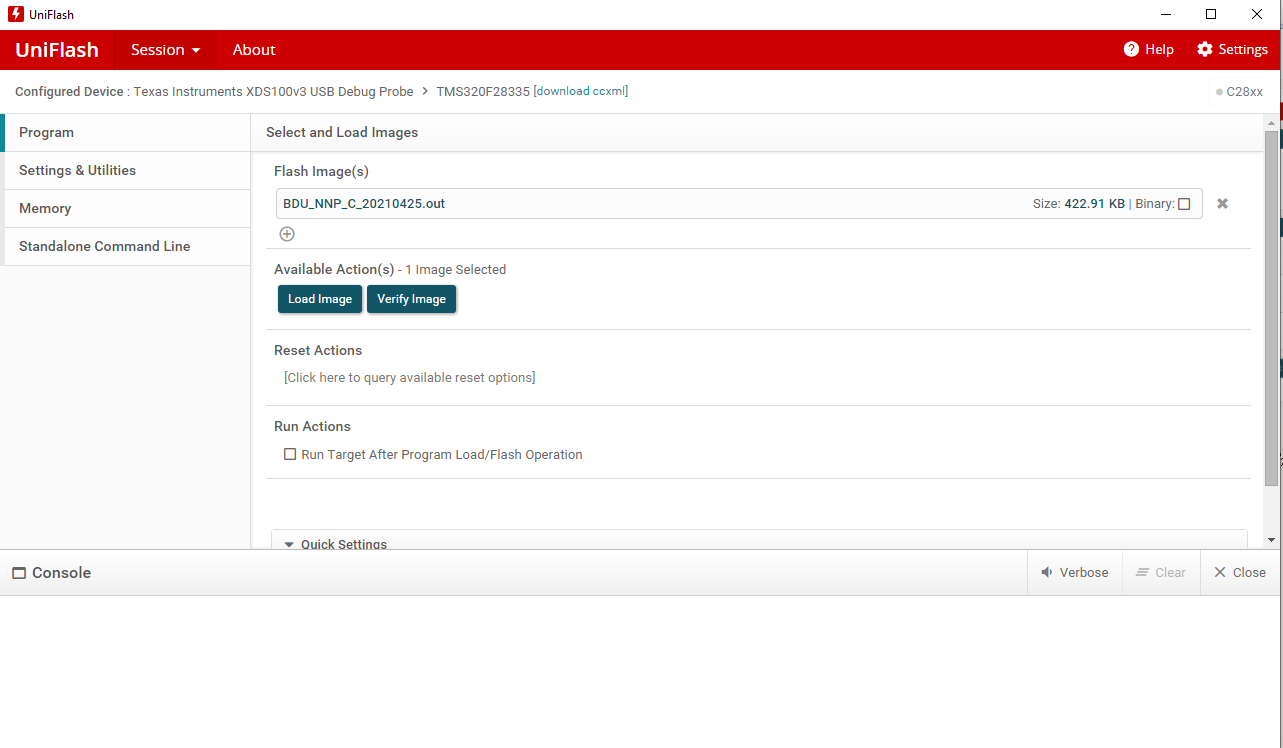 UniFlash
UniFlash Session About Help Settings
Configured Device : Texas Instruments XDS100v3 USB Debug Probe > TMS320F28335 [download ccxml] C28xx
Program
Settings & Utilities
Memory
Standalone Command Line
Select and Load Images
Flash Image(s)
BDU_NNP_C_20210425.out Size: 422.91 KB | Binary:
Available Action(s) - 1 Image Selected
Load Image Verify Image
Reset Actions
[Click here to query available reset options]
Run Actions
Run Target After Program Load/Flash Operation
Quick Settings
Console Verbose Clear Close